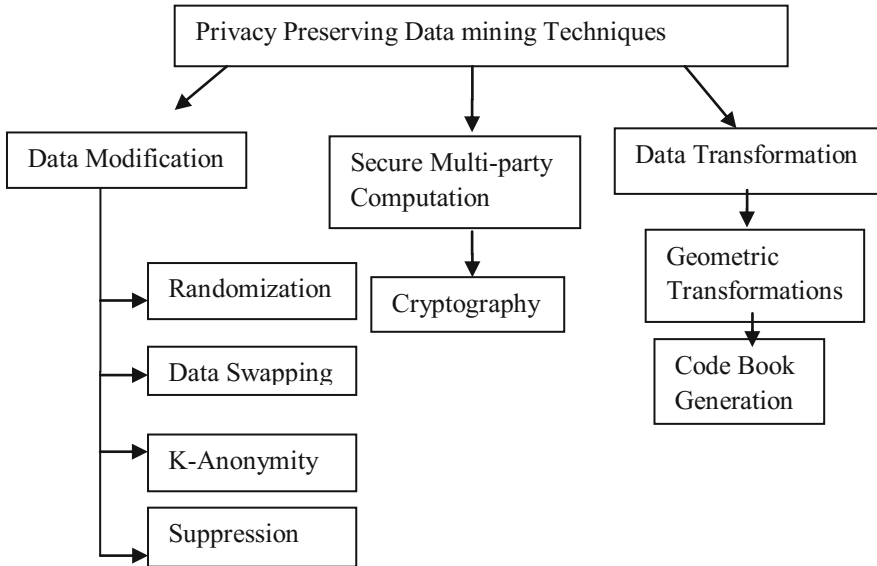 Privacy Preserving Data mining Techniques
Data Modification
Secure Multi-party
Computation
Data Transformation
Randomization
Data Swapping
K-Anonymity
Suppression
Cryptography
Geometric
Transformations
Code Book
Generation